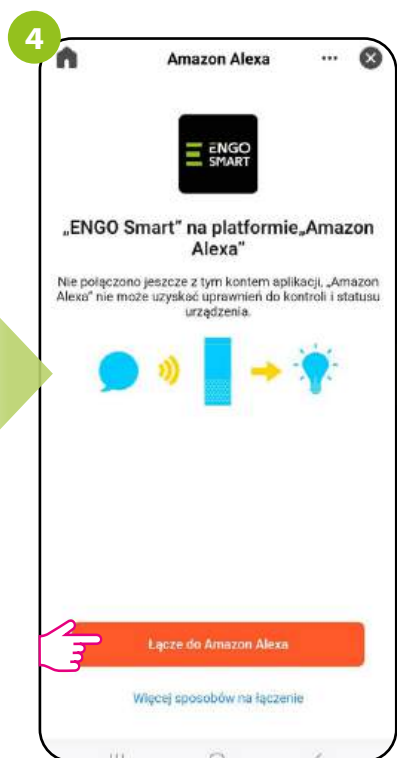 4
Amazon Alexa
ENGO
SMART
„ENGO Smart” na platformie„Amazon
Alexa”
Nie połączono jeszcze z tym kontem aplikacji, „Amazon
Alexa” nie może uzyskać uprawnień do kontroli i statusu
urządzenia.
Łącze do Amazon Alexa
Więcej sposobów na łączenie